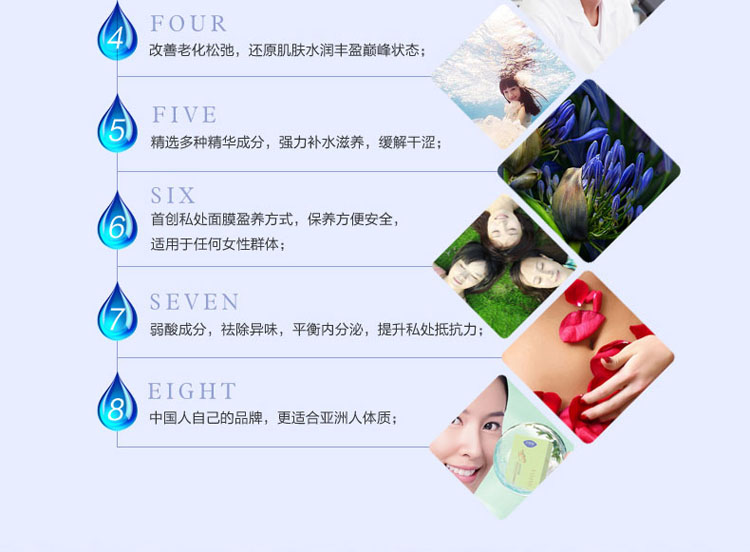 4
FOUR
改善老化松弛，还原肌肤水润丰盈巅峰状态；
5
FIVE
精选多种精华成分，强力补水滋养，缓解干涩；
6
SIX
首创私处面膜盈养方式，保养方便安全，
适用于任何女性群体；
7
SEVEN
弱酸成分，祛除异味，平衡内分泌，提升私处抵抗力；
8
EIGHT
中国人自己的品牌，更适合亚洲人体质；